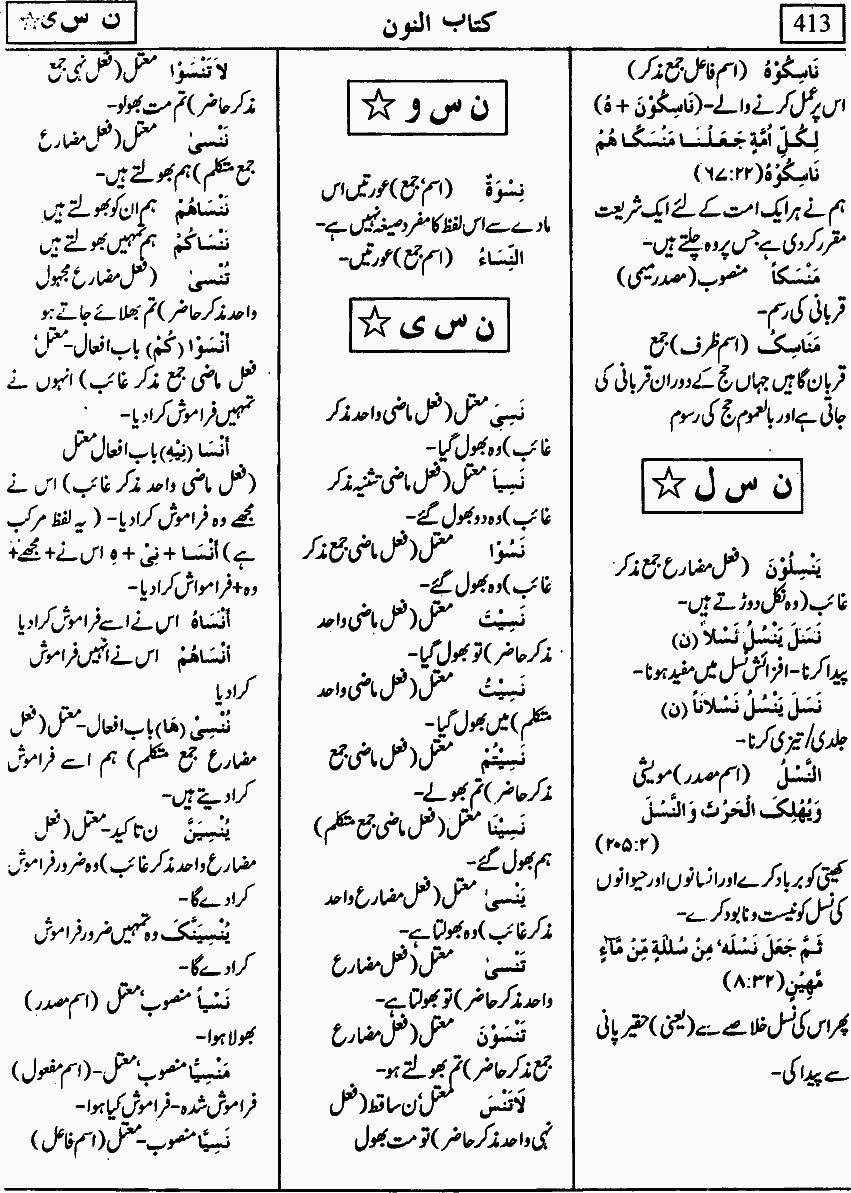 413
کتاب النون
ن س ی☆
نَاسِكُوْهُ (اسم فاعل جمع مذکر)
اس پر عمل کرنے والے-(نَاسِكُوْنَ + هُ)
لِكُلِّ اُمَّةٍ جَعَلْنَا مَنْسَكًا هُمْ
نَاسِكُوْهُ(۶۷:۲۲)
ہم نے ہر ایک امت کے لئے ایک شریعت
مقرر کردی ہے جس پر وہ چلتے ہیں-
مَنْسَكاً منصوب (مصدر میمی)
قربانی کی رسم-
مَنَاسِكُ (اسم ظرف) جمع
قربان گاہیں جہاں حج کے دوران قربانی کی
جاتی ہے اور بالعموم حج کی رسوم
ن س ل ☆
يَنْسِلُوْنَ (فعل مضارع جمع مذکر
غائب) وہ نکل دوڑتے ہیں-
نَسَلَ يَنْسُلُ نَسْلاً (ن)
پیدا کرنا-افزائش نسل میں مفید ہونا-
نَسَلَ يَنْسُلُ نَسْلَاناً (ن)
جلدی/تیزی کرنا-
النَّسْلُ (اسم مصدر) مویشی
وَيُهْلِكَ الْحَرْثَ وَالنَّسْلَ
(۲۰۵:۲)
کھیتی کو برباد کرے اور انسانوں اور حیوانوں
کی نسل کو نیست و نابود کرے-
ثُمَّ جَعَلَ نَسْلَهٗ مِنْ سُلٰلَةٍ مِّنْ مَّآءٍ
مَّهِيْنٍ(۸:۳۲)
پھر اس کی نسل خلاصے سے (یعنی) حقیر پانی
سے پیدا کی-
ن س و ☆
نِسْوَةٌ (اسم، جمع) عورتیں اس
مادے سے اس لفظ کا مفرد صیغہ نہیں ہے-
النِّسَاءُ (اسم جمع) عورتیں-
ن س ی ☆
نَسِيَ معتل (فعل ماضی واحد مذکر
غائب) وہ بھول گیا-
نَسِيَا معتل (فعل ماضی تثنیہ مذکر
غائب) وہ دو بھول گئے-
نَسُوْا معتل (فعل ماضی جمع مذکر
غائب) وہ بھول گئے-
نَسِيْتَ معتل (فعل ماضی واحد
مذکر حاضر) تو بھول گیا-
نَسِيْتُ معتل (فعل ماضی واحد
متکلم) میں بھول گیا-
نَسِيْتُمْ معتل (فعل ماضی جمع
مذکر حاضر) تم بھولے-
نَسِيْنَا معتل (فعل ماضی جمع متکلم)
ہم بھول گئے-
يَنْسىٰ معتل (فعل مضارع واحد
مذکر غائب) وہ بھولتا ہے-
تَنْسىٰ معتل (فعل مضارع
واحد مذکر حاضر) تو بھولتا ہے-
تَنْسَوْنَ معتل (فعل مضارع
جمع مذکر حاضر) تم بھولتے ہو-
لَاتَنْسَ معتل، ن ساقط (فعل
نہی واحد مذکر حاضر) تو مت بھول
لَاتَنْسَوْا معتل (فعل نہی جمع
مذکر حاضر) تم مت بھولو-
نَنْسىٰ معتل (فعل مضارع
جمع متکلم) ہم بھولتے ہیں-
نَنْسَاهُمْ ہم ان کو بھولتے ہیں
نَنْسَاكُمْ ہم تمہیں بھولتے ہیں
تُنْسىٰ (فعل مضارع مجہول
واحد مذکر حاضر) تم بھلائے جاتے ہو
أَنْسَوْا (كُمْ) باب افعال-معتل
فعل ماضی جمع مذکر غائب) انہوں نے
تمہیں فراموش کرادیا-
أَنْسَا (نِيْهِ) باب افعال معتل
(فعل ماضی واحد مذکر غائب) اس نے
مجھے وہ فراموش کرادیا- (یہ لفظ مرکب
ہے) أَنْسَا + نِيْ + هِ اس نے+ مجھے+
وہ+فراموش کرادیا-
أَنْسَاهُ اس نے اسے فراموش کرادیا
أَنْسَاهُمْ اس نے انہیں فراموش
کرادیا
نُنْسِىْ (هَا) باب افعال-معتل (فعل
مضارع جمع متکلم) ہم اسے فراموش
کرادیتے ہیں-
يُنْسِيَنَّ ن تاکید-معتل (فعل
مضارع واحد مذکر غائب) وہ ضرور فراموش
کرادے گا-
يُنْسِيَنَّكَ وہ تمہیں ضرور فراموش
کرادے گا-
نَسْياً منصوب، معتل (اسم مصدر)
بھولا ہوا-
مَنْسِيًّا منصوب، معتل-(اسم مفعول)
فراموش شدہ-فراموش کیا ہوا-
نَسِيًّا منصوب-معتل (اسم فاعل)